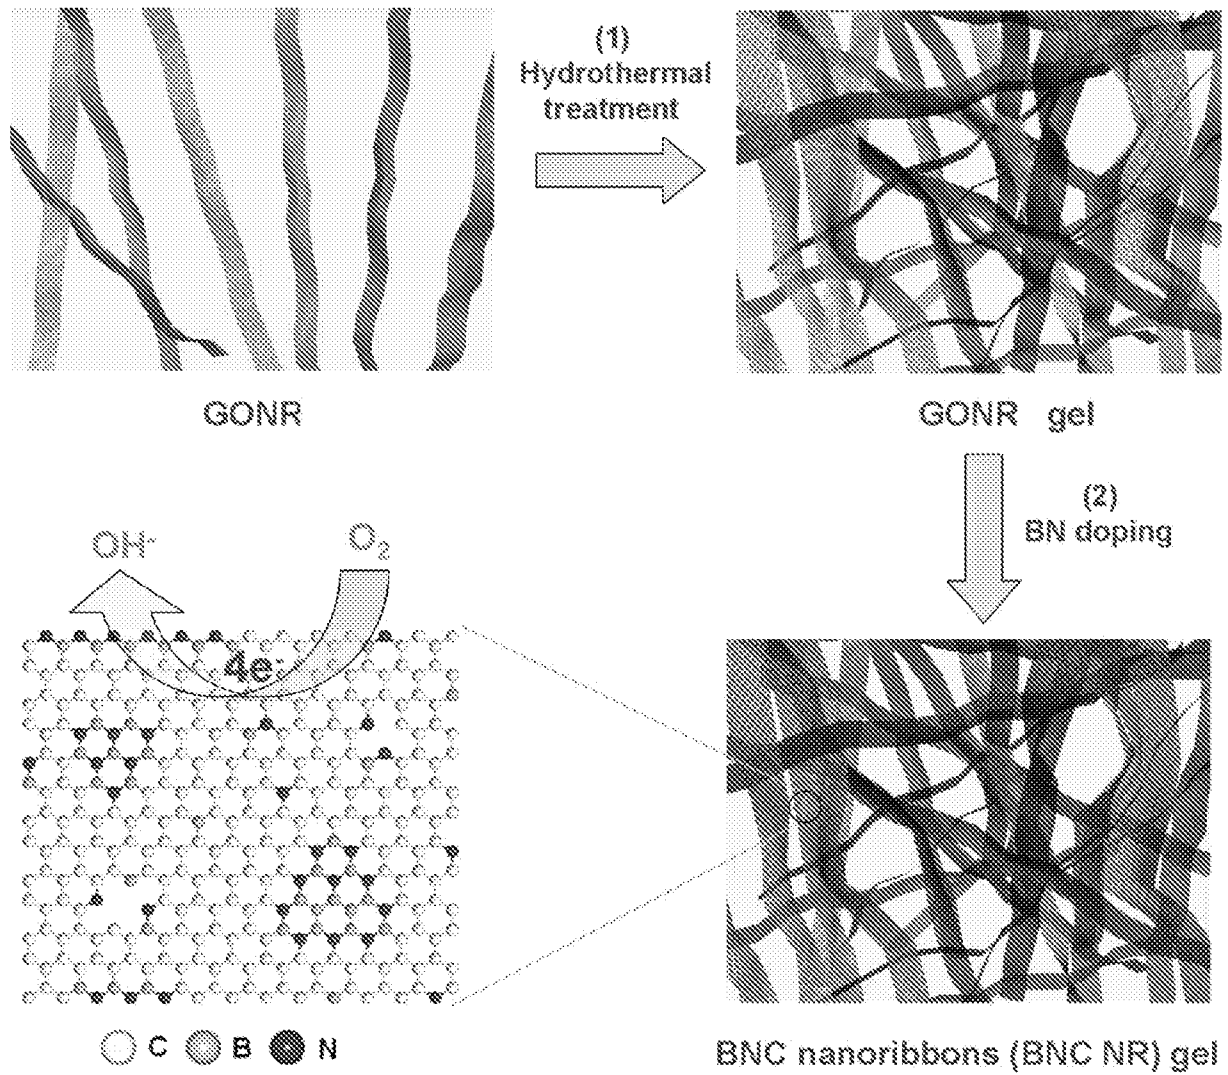 (1)
Hydrothermal
treatment
GONR
GONR gel
(2)
BN doping
OH-
O2
4e-
C B N
BNC nanoribbons (BNC NR) gel